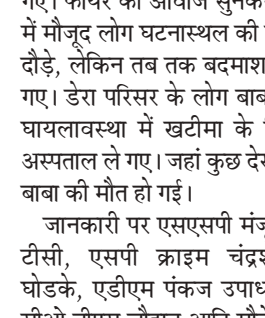 गए। फायर की आवाज सुनक
में मौजूद लोग घटनास्थल की
दौड़े, लेकिन तब तक बदमाश
गए। डेरा परिसर के लोग बाब
घायलावस्था में खटीमा के
अस्पताल ले गए। जहां कुछ दे
बाबा की मौत हो गई।
जानकारी पर एसएसपी मंज
टीसी, एसपी क्राइम चंद्रश
घोडके, एडीएम पंकज उपाध